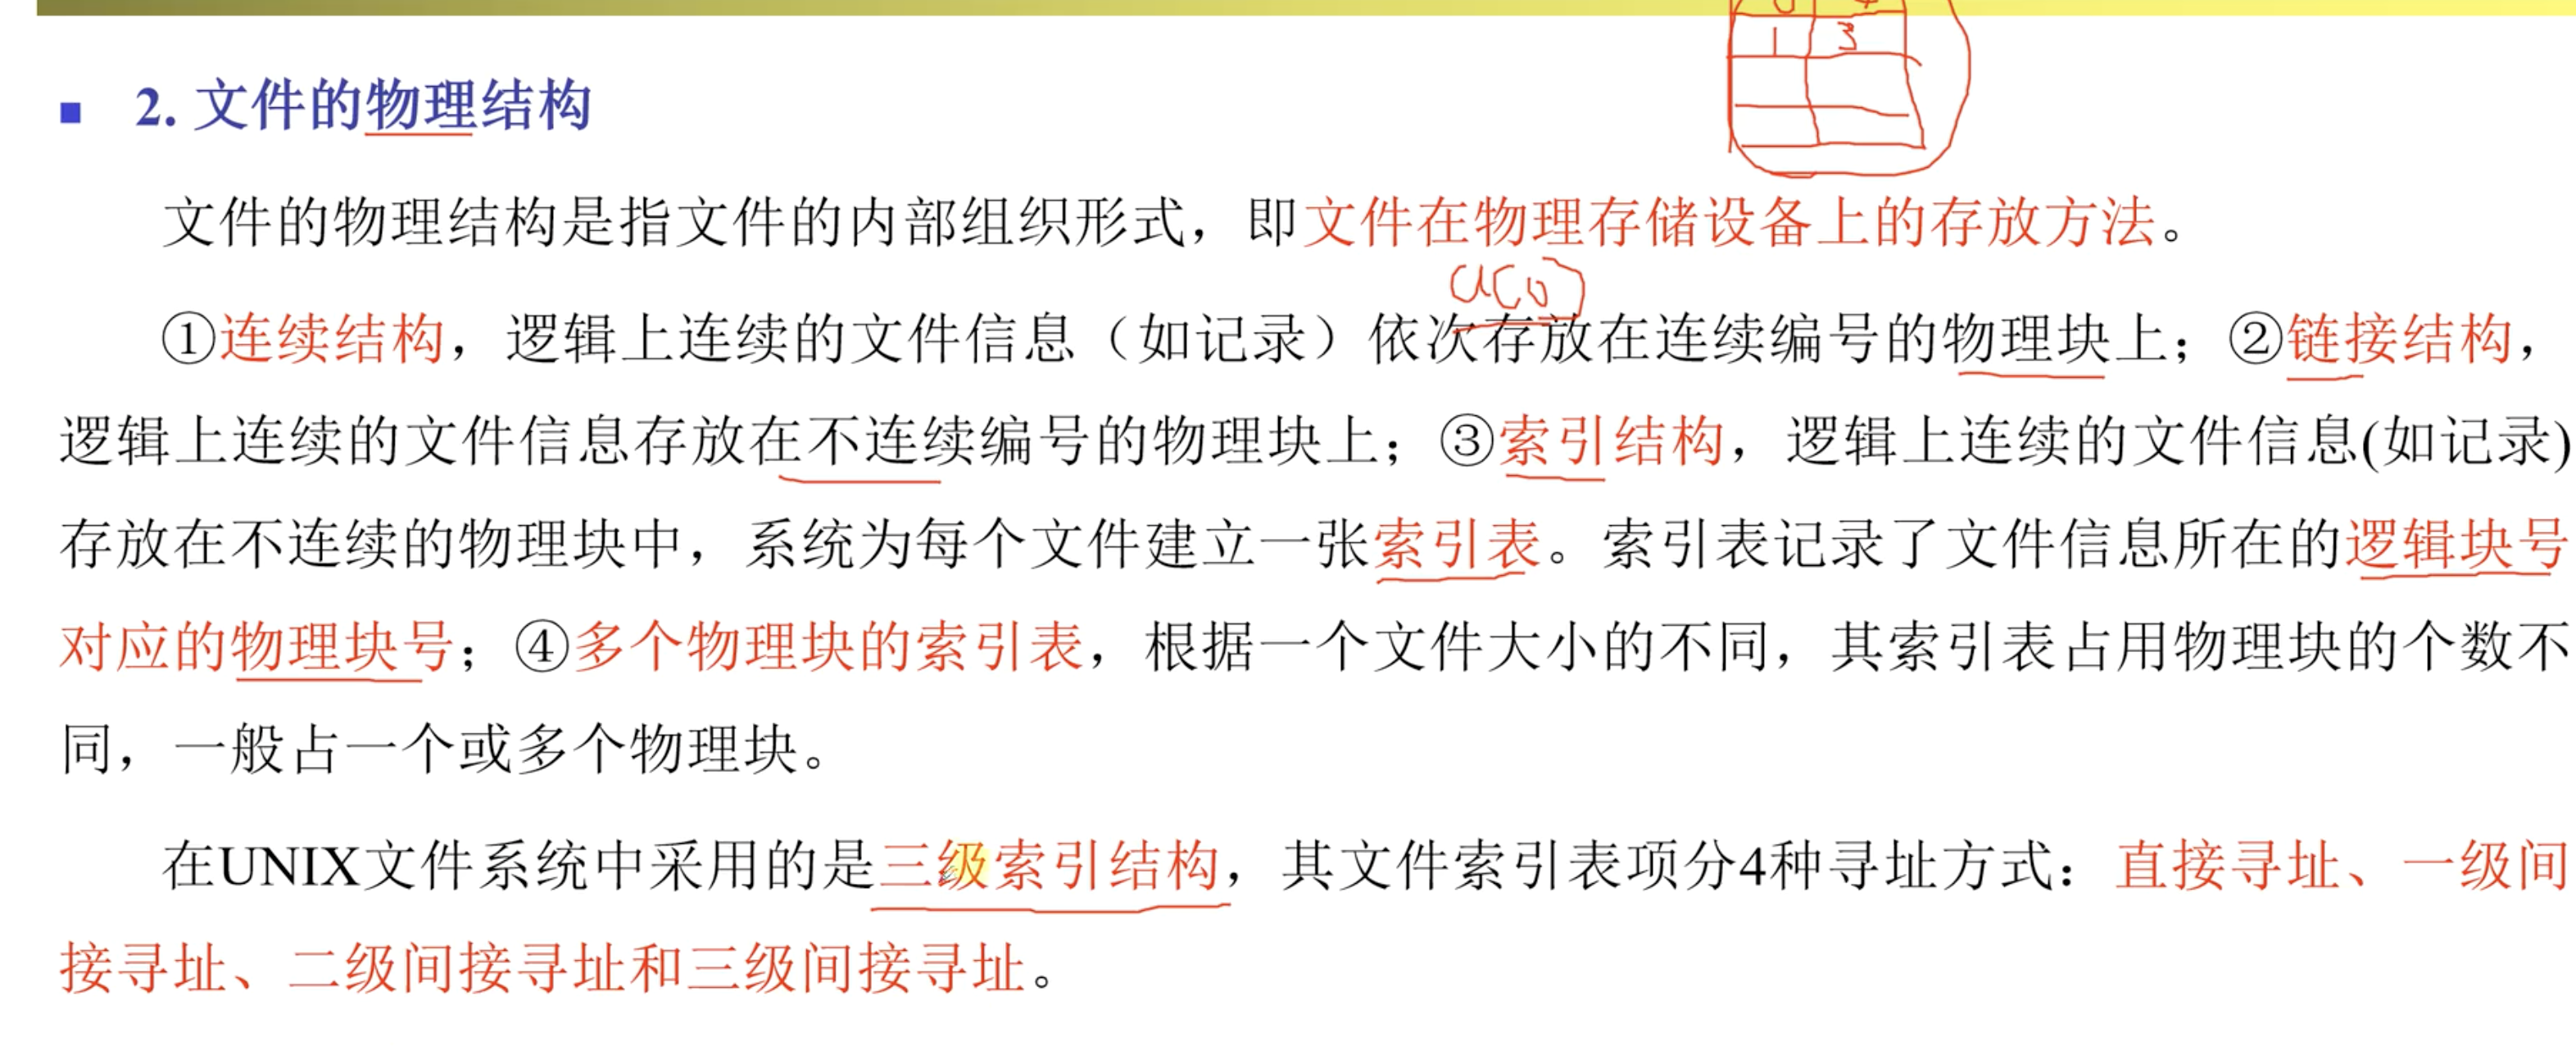 2. 文件的物理结构
文件的物理结构是指文件的内部组织形式，即文件在物理存储设备上的存放方法。
①连续结构，逻辑上连续的文件信息（如记录）依次存放在连续编号的物理块上；②链接结构，
逻辑上连续的文件信息存放在不连续编号的物理块上；③索引结构，逻辑上连续的文件信息(如记录)
存放在不连续的物理块中，系统为每个文件建立一张索引表。索引表记录了文件信息所在的逻辑块号
对应的物理块号；④多个物理块的索引表，根据一个文件大小的不同，其索引表占用物理块的个数不
同，一般占一个或多个物理块。
在UNIX文件系统中采用的是三级索引结构，其文件索引表项分4种寻址方式：直接寻址、一级间
接寻址、二级间接寻址和三级间接寻址。